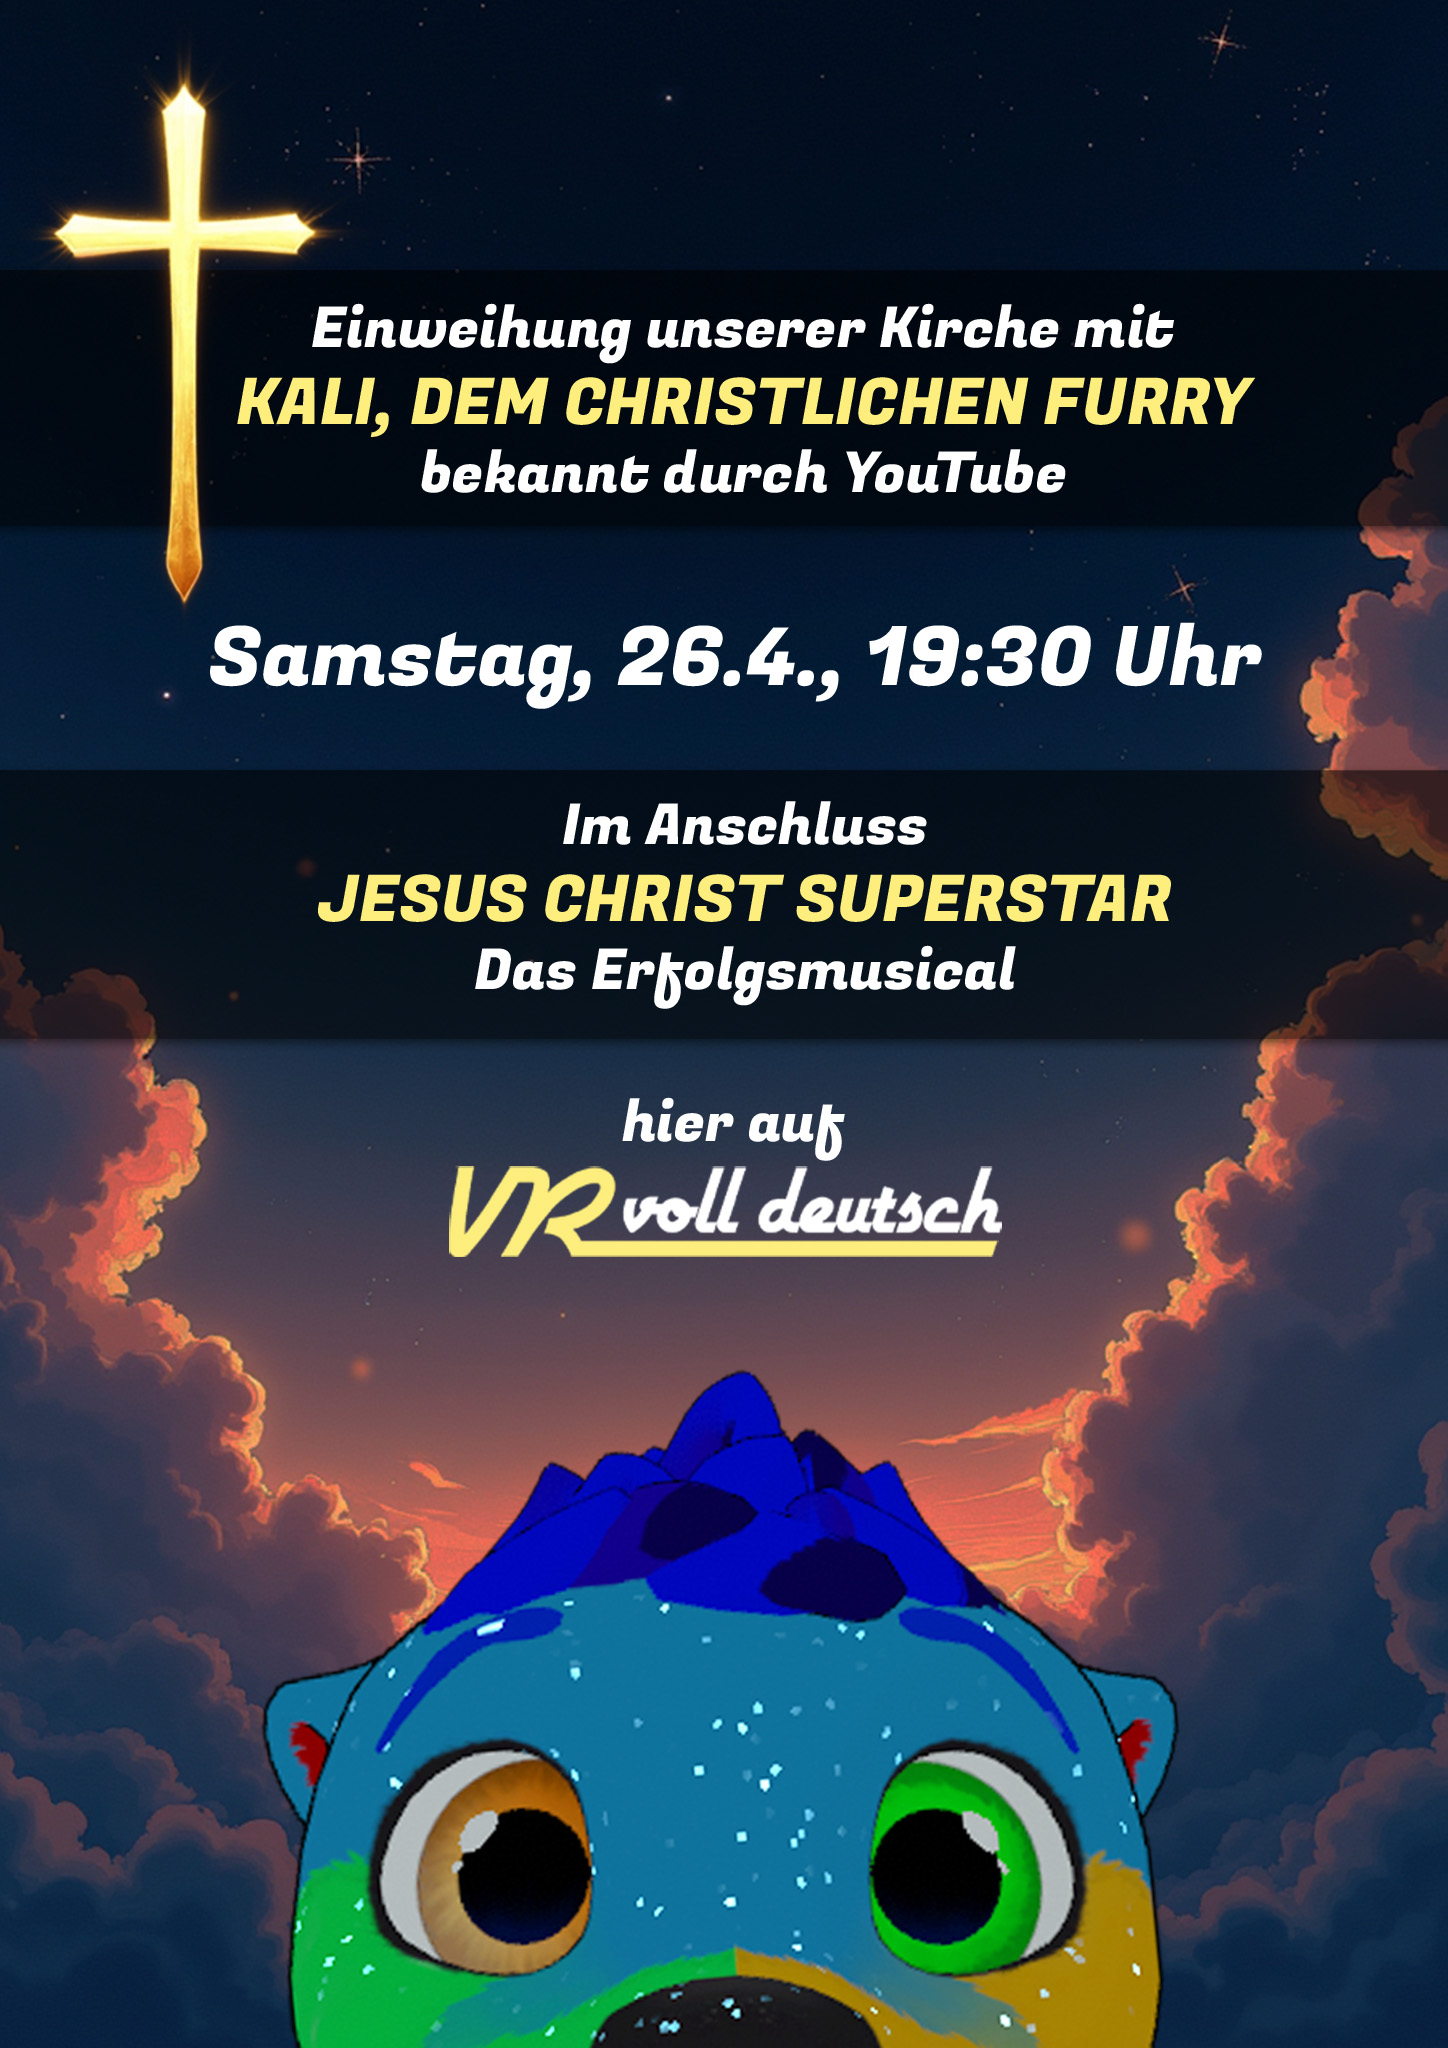 Einweihung unserer Kirche mit
KALI, DEM CHRISTLICHEN FURRY
bekannt durch YouTube
Samstag, 26.4., 19:30 Uhr
Im Anschluss
JESUS CHRIST SUPERSTAR
Das Erfolgsmusical
hier auf
VR voll deutsch